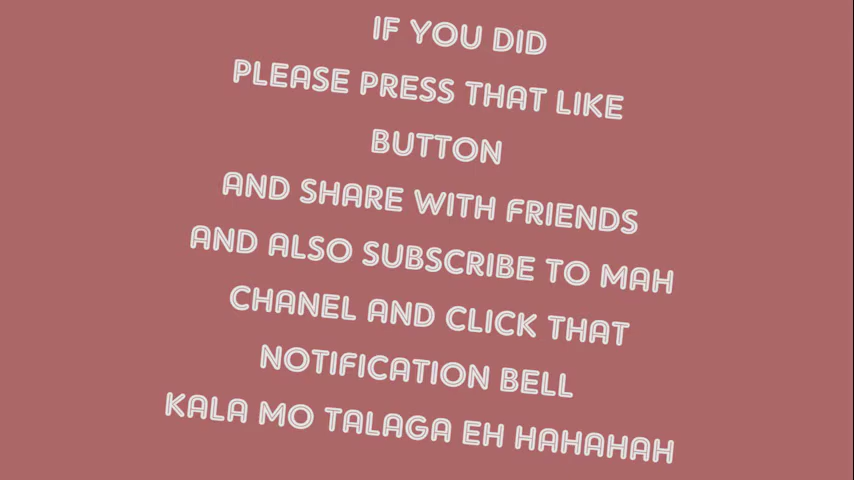 IF YOU DID
PLEASE PRESS THAT LIKE
BUTTON
AND SHARE WITH FRIENDS
AND ALSO SUBSCRIBE TO MAH
CHANEL AND CLICK THAT
NOTIFICATION BELL
KALA MO TALAGA EH HAHAHAH